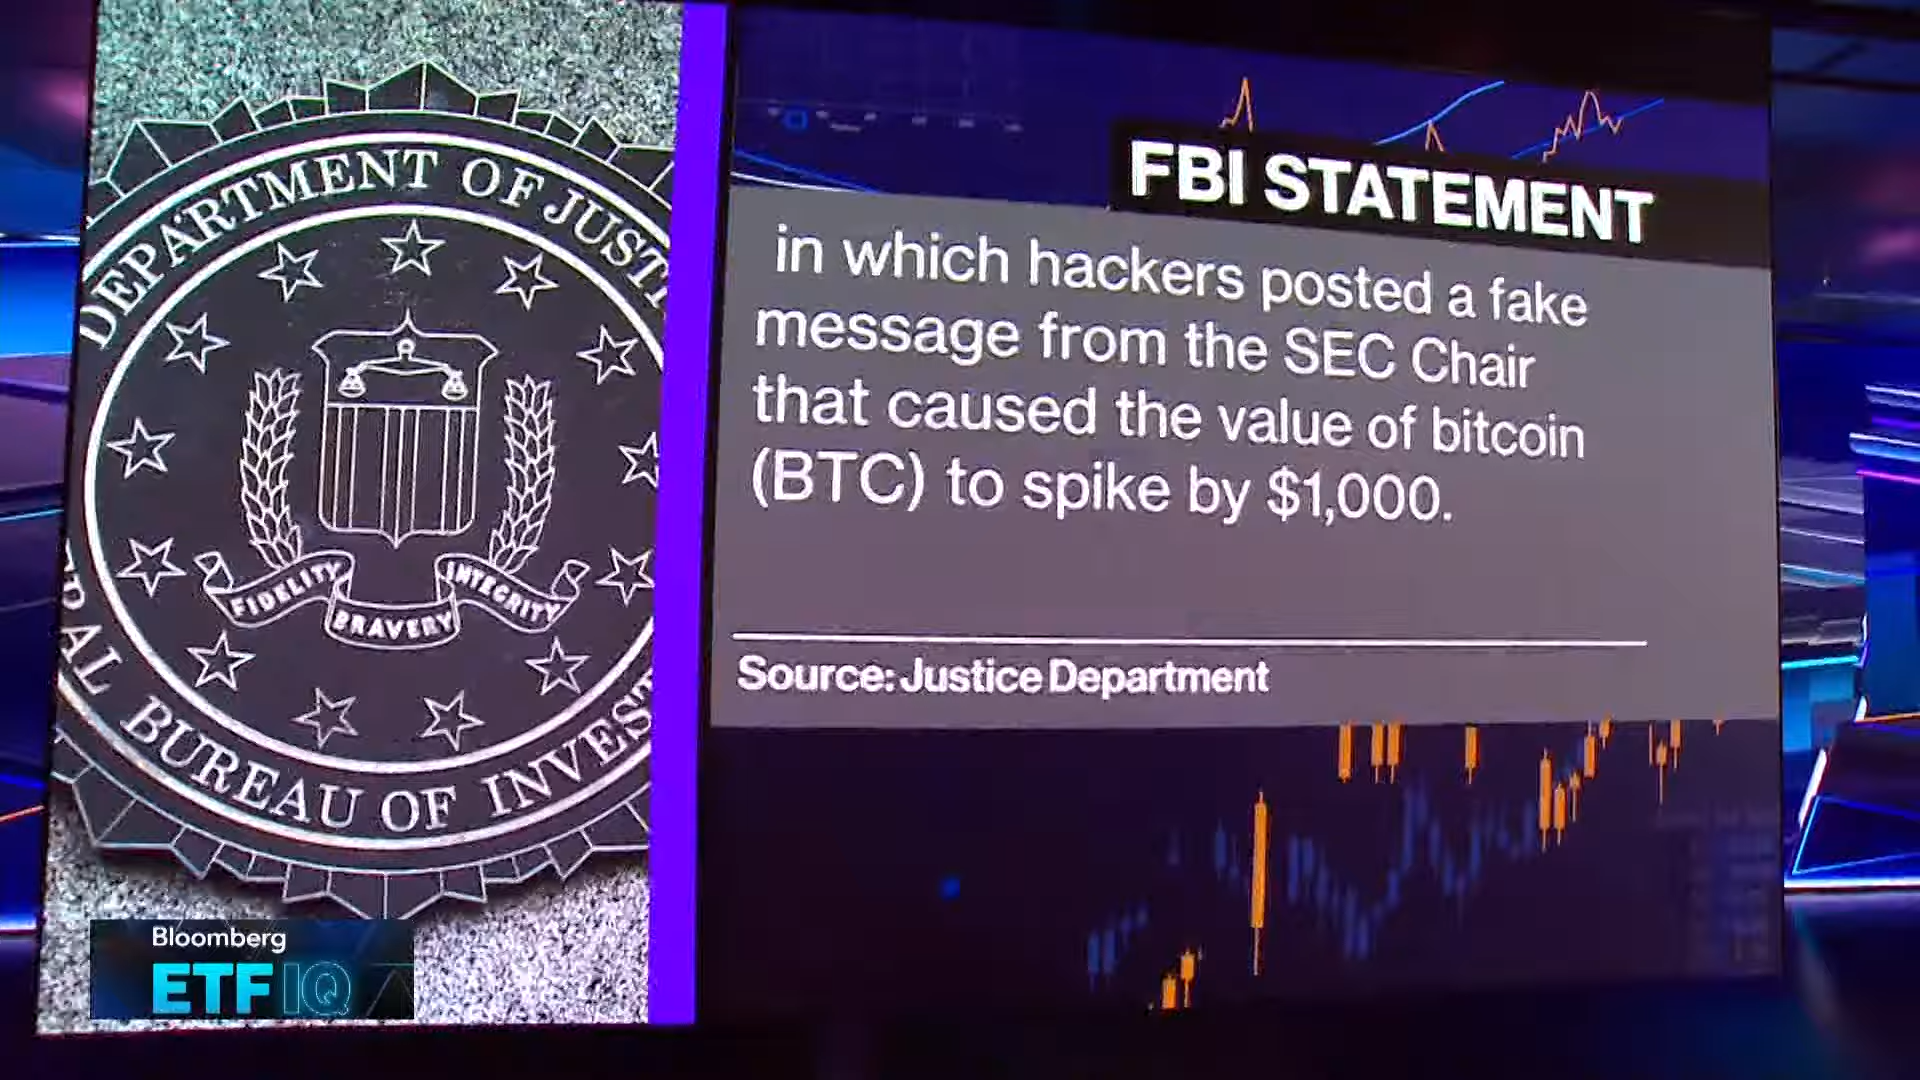 DEPARTMENT OF JUST
FIDELITY
BRAVERY
INTEGRITY
AL BUREAU OF INVEST
FBI STATEMENT
in which hackers posted a fake
message from the SEC Chair
that caused the value of bitcoin
(BTC) to spike by $1,000.
Source: Justice Department
Bloomberg
ETF IQ